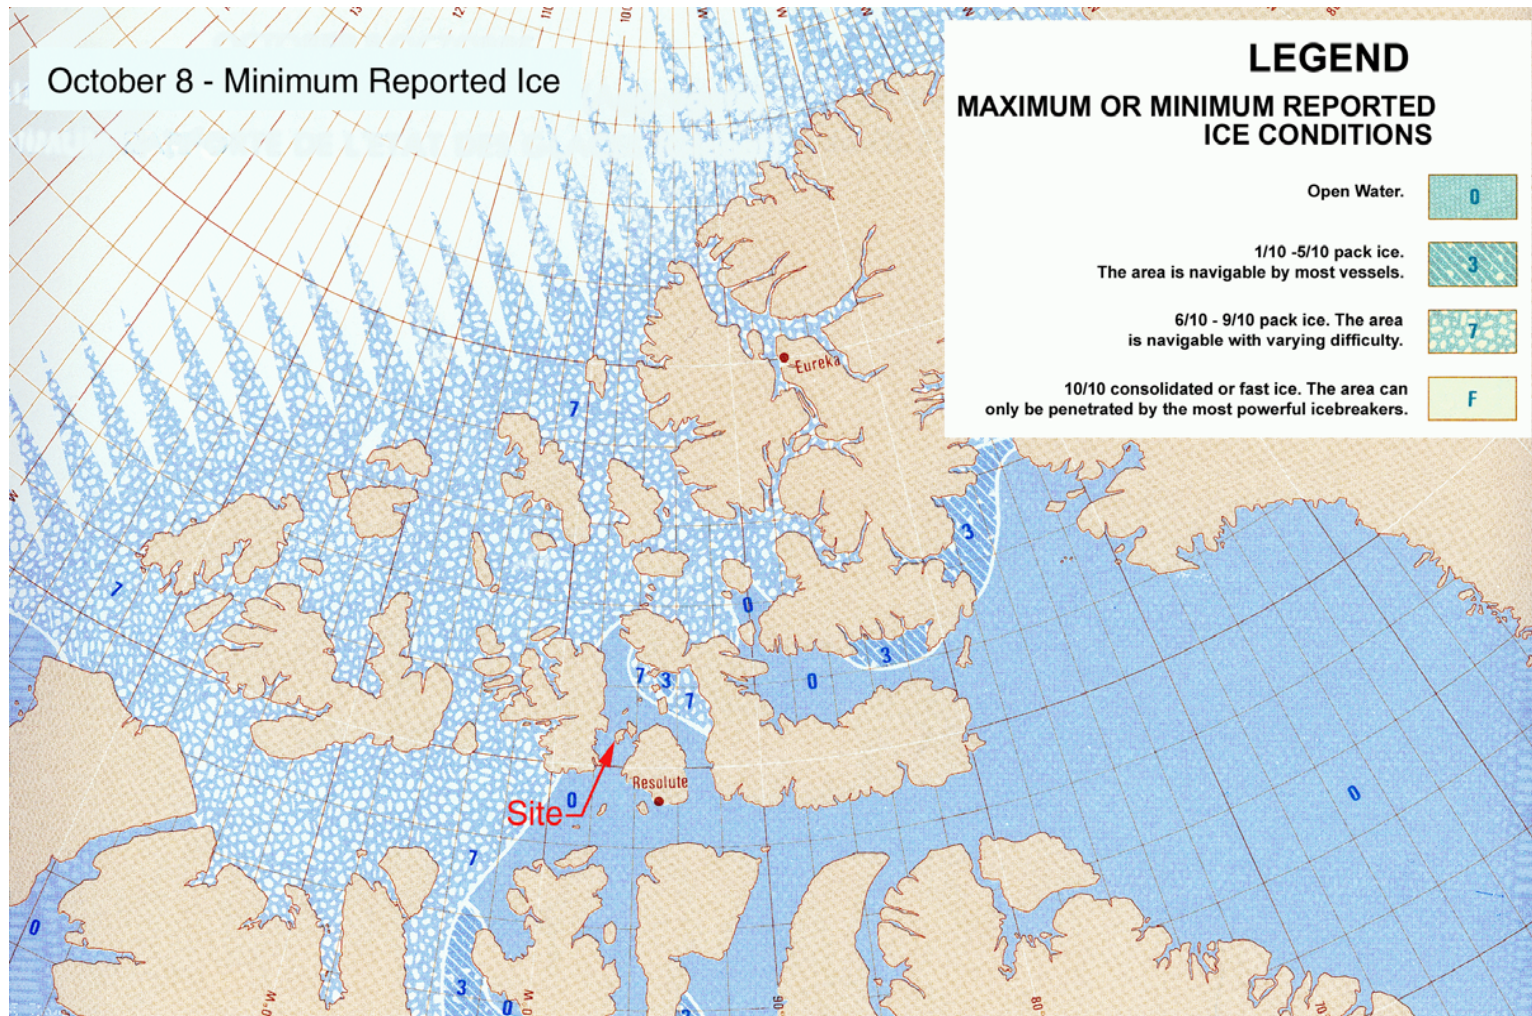 October 8 - Minimum Reported Ice
LEGEND
MAXIMUM OR MINIMUM REPORTED
ICE CONDITIONS
Open Water.
0
1/10 -5/10 pack ice.
The area is navigable by most vessels.
3
6/10 - 9/10 pack ice. The area
is navigable with varying difficulty.
7
10/10 consolidated or fast ice. The area can
only be penetrated by the most powerful icebreakers.
F
Eureka
7
3
7
0
3
7
3
7
0
Resolute
Site
0
0
7
0
3
0
80
70